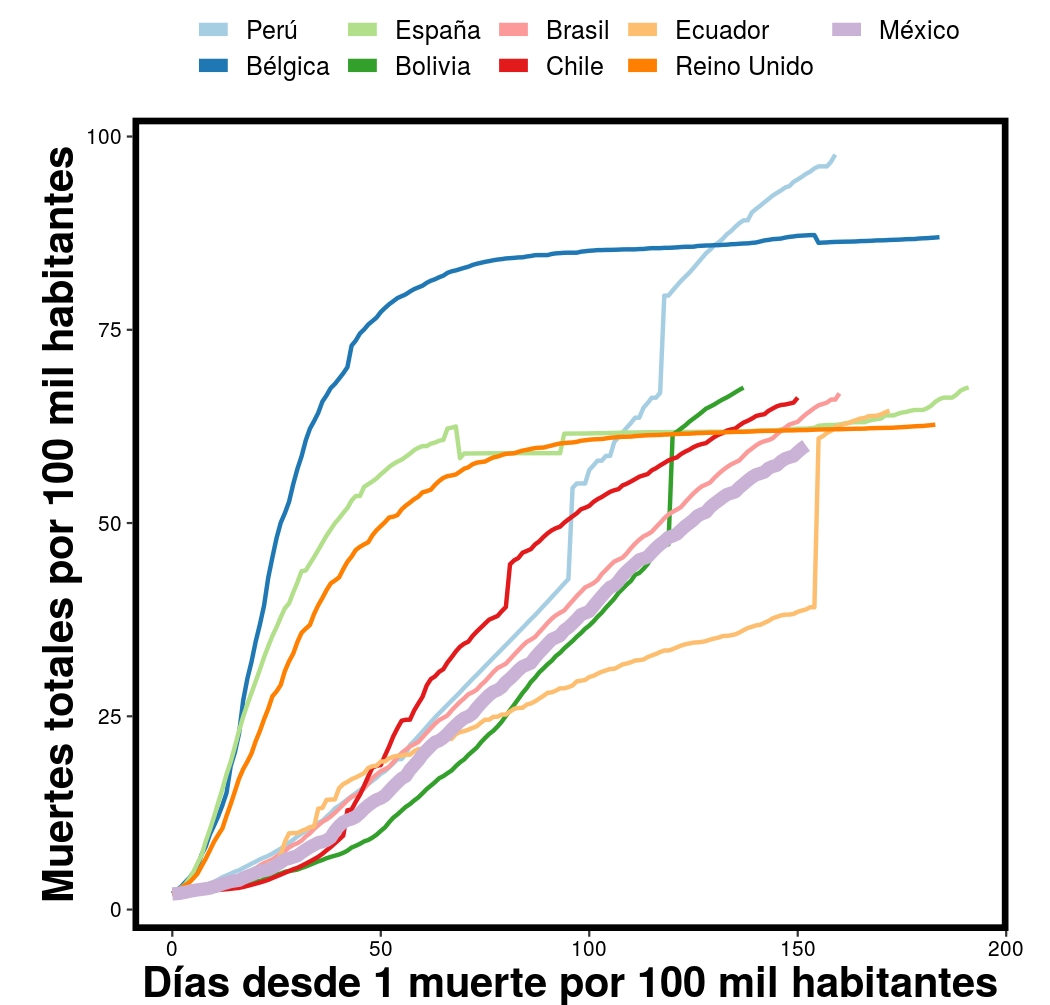 Perú España Brasil Ecuador México
Bélgica Bolivia Chile Reino Unido
Muertes totales por 100 mil habitantes
100
75
50
25
0
0 50 100 150 200
Días desde 1 muerte por 100 mil habitantes